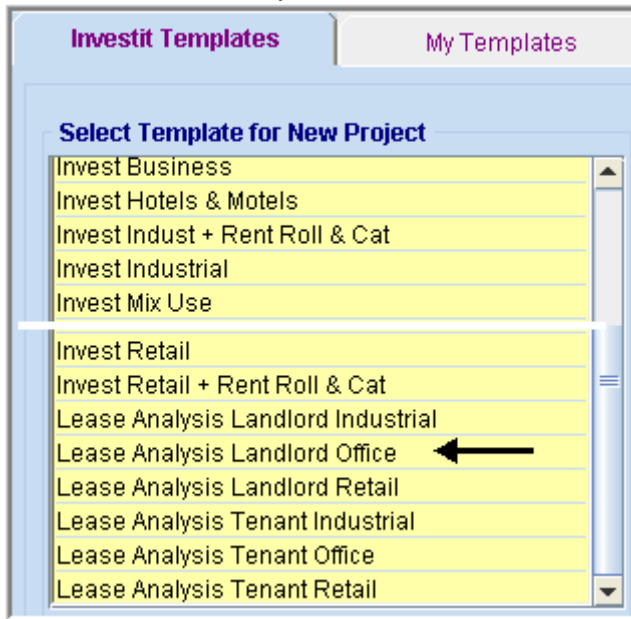 Investit Templates
My Templates
Select Template for New Project
Invest Business
Invest Hotels & Motels
Invest Indust + Rent Roll & Cat
Invest Industrial
Invest Mix Use
Invest Retail
Invest Retail + Rent Roll & Cat
Lease Analysis Landlord Industrial
Lease Analysis Landlord Office
Lease Analysis Landlord Retail
Lease Analysis Tenant Industrial
Lease Analysis Tenant Office
Lease Analysis Tenant Retail